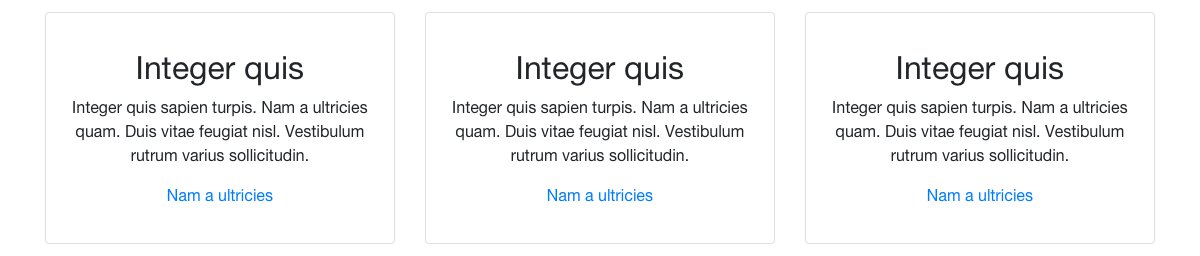 Integer quis
Integer quis sapien turpis. Nam a ultricies
quam. Duis vitae feugiat nisl. Vestibulum
rutrum varius sollicitudin.
Nam a ultricies
Integer quis
Integer quis sapien turpis. Nam a ultricies
quam. Duis vitae feugiat nisl. Vestibulum
rutrum varius sollicitudin.
Nam a ultricies
Integer quis
Integer quis sapien turpis. Nam a ultricies
quam. Duis vitae feugiat nisl. Vestibulum
rutrum varius sollicitudin.
Nam a ultricies